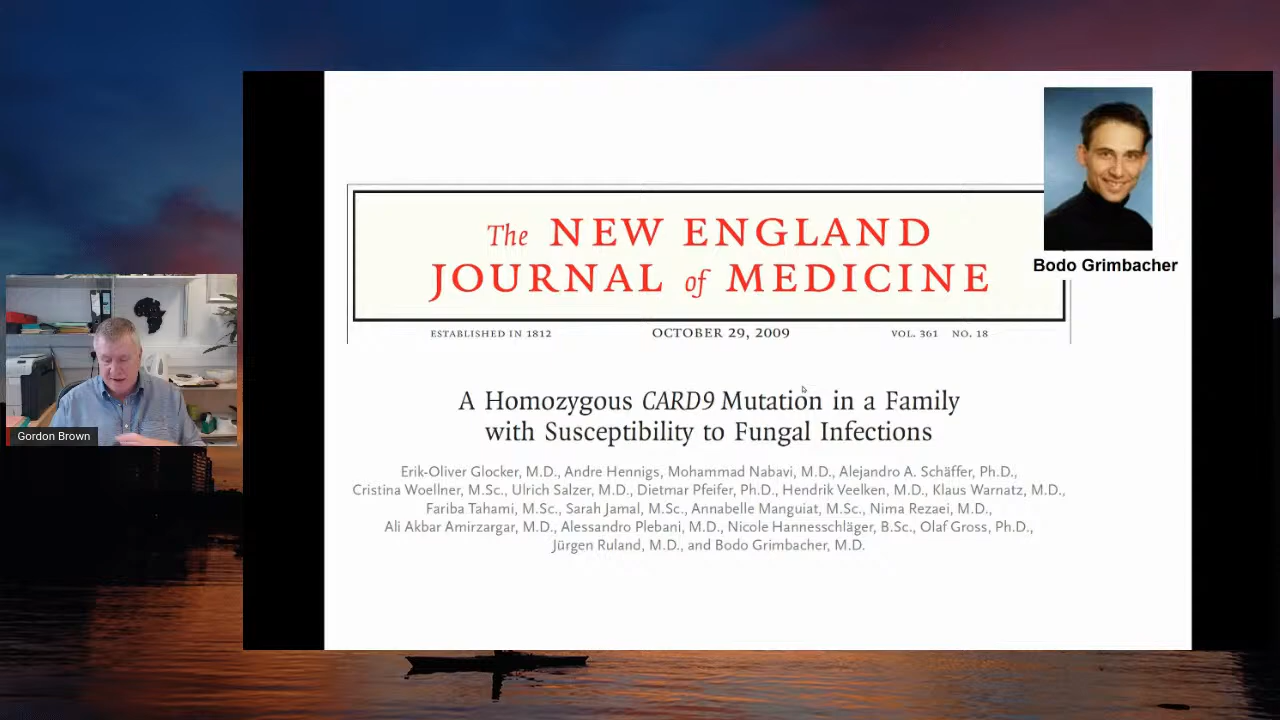 Bodo Grimbacher
The NEW ENGLAND
JOURNAL of MEDICINE
ESTABLISHED IN 1812 OCTOBER 29, 2009 VOL. 361 NO. 18
A Homozygous CARD9 Mutation in a Family
with Susceptibility to Fungal Infections
Erik-Oliver Glocker, M.D., Andre Hennigs, Mohammad Nabavi, M.D., Alejandro A. Schäffer, Ph.D.,
Cristina Woellner, M.Sc., Ulrich Salzer, M.D., Dietmar Pfeifer, Ph.D., Hendrik Veelken, M.D., Klaus Warnatz, M.D.,
Fariba Tahami, M.Sc., Sarah Jamal, M.Sc., Annabelle Manguiat, M.Sc., Nima Rezaei, M.D.,
Ali Akbar Amirzargar, M.D., Alessandro Plebani, M.D., Nicole Hannesschläger, B.Sc., Olaf Gross, Ph.D.,
Jürgen Ruland, M.D., and Bodo Grimbacher, M.D.
Gordon Brown